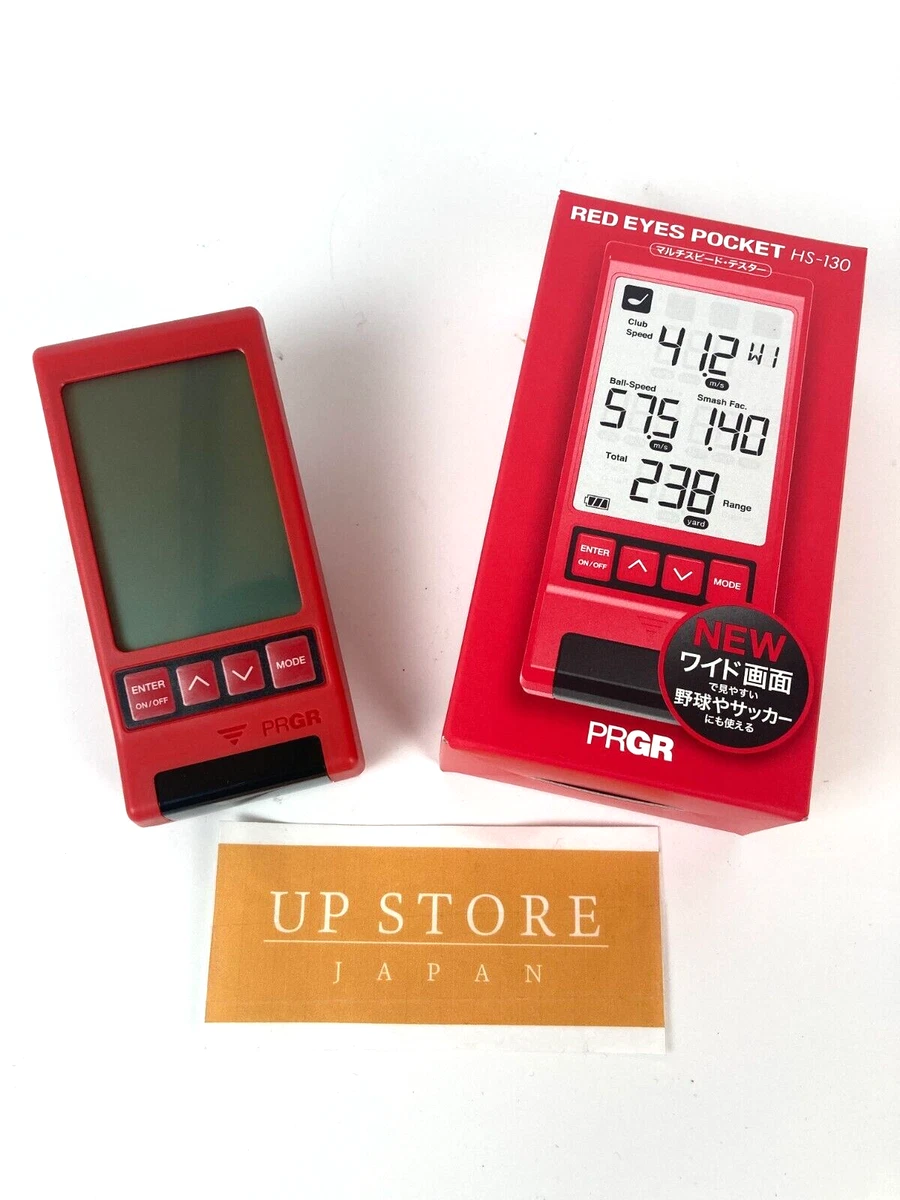 RED EYES POCKET HS-130
マルチスピード・テスター
Club
Speed
41.2 W1
m/s
Ball-Speed
Smash Fac.
57.5 1.40
m/s
Total
238
Range
yard
ENTER
ON/OFF
MODE
NEW
ワイド画面
で見やすい
野球やサッカー
にも使える
PRGR
ENTER
ON/OFF
MODE
PRGR
UP STORE
JAPAN